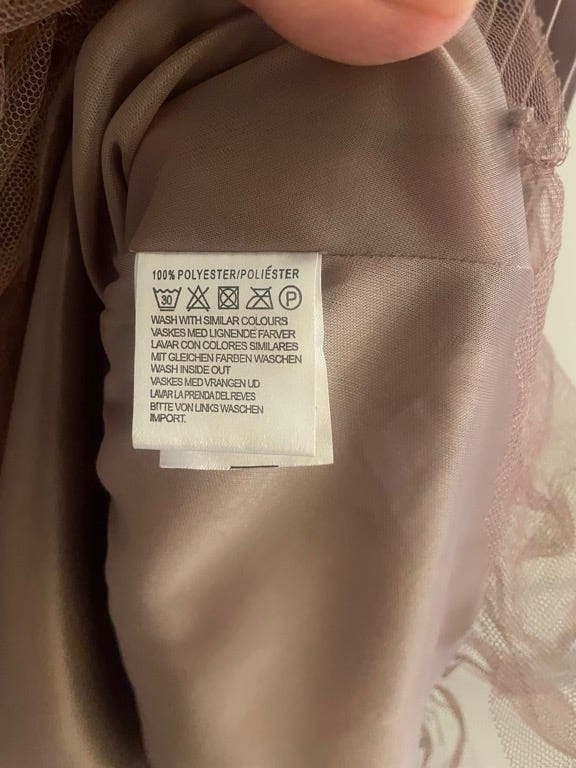 100% POLYESTER/POLIÉSTER
30 P
WASH WITH SIMILAR COLOURS
VASKES MED LIGNENDE FARVER
LAVAR CON COLORES SIMILARES
MIT GLEICHEN FARBEN WASCHEN
WASH INSIDE OUT
VASKES MED VRANGEN UD
LAVAR LA PRENDA DEL REVES
BITTE VON LINKS WASCHEN
IMPORT.